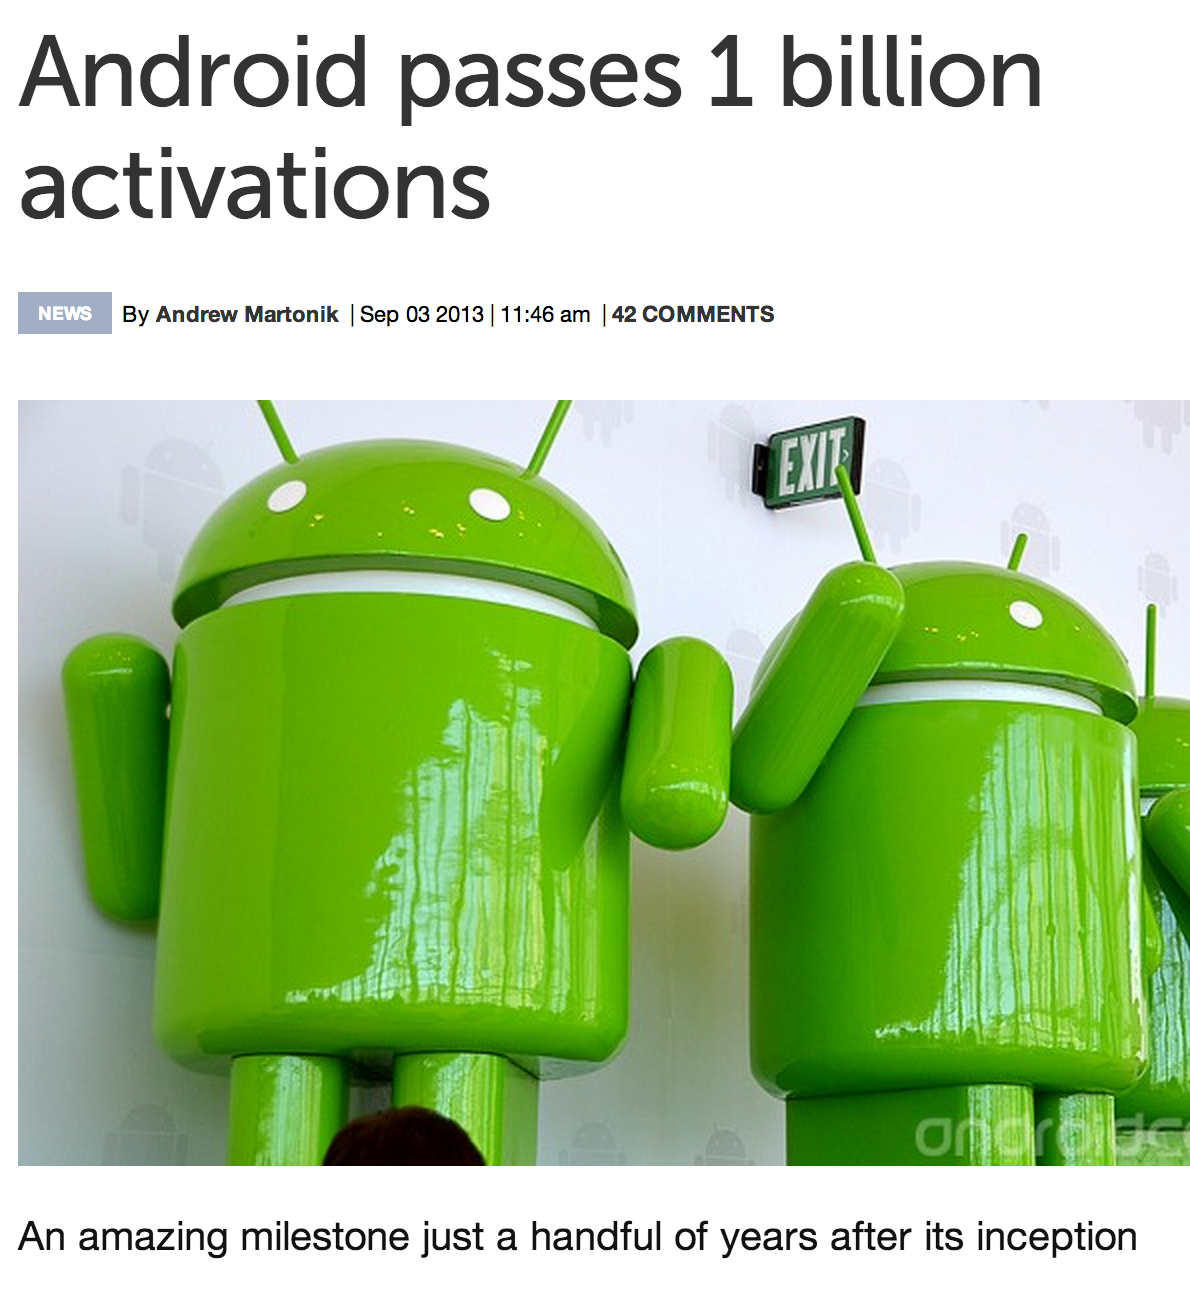 Android passes 1 billion
activations
NEWS By Andrew Martonik | Sep 03 2013 | 11:46 am | 42 COMMENTS
EXIT
An amazing milestone just a handful of years after its inception